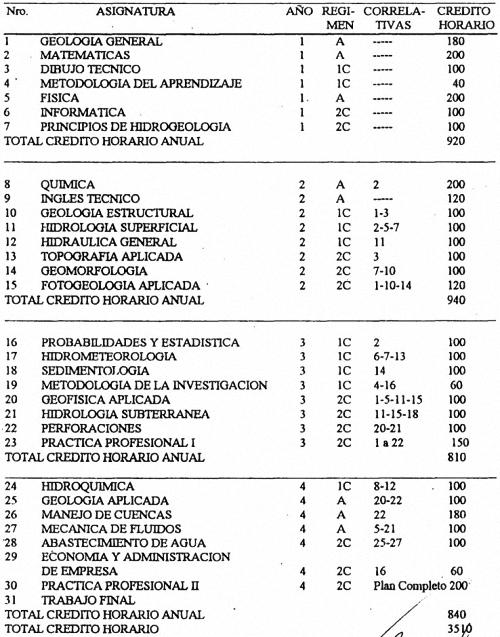 Nro. ASIGNATURA AÑO REGI- CORRELA- CREDITO
MEN TIVAS HORARIO
1 GEOLOGIA GENERAL 1 A ----- 180
2 MATEMATICAS 1 A ----- 200
3 DIBUJO TECNICO 1 1C ----- 100
4 METODOLOGIA DEL APRENDIZAJE 1 1C ----- 40
5 FISICA 1 A ----- 200
6 INFORMATICA 1 2C ----- 100
7 PRINCIPIOS DE HIDROGEOLOGIA 1 2C ----- 100
TOTAL CREDITO HORARIO ANUAL 920
8 QUIMICA 2 A 2 200
9 INGLES TECNICO 2 A ----- 120
10 GEOLOGIA ESTRUCTURAL 2 1C 1-3 100
11 HIDROLOGIA SUPERFICIAL 2 1C 2-5-7 100
12 HIDRAULICA GENERAL 2 1C 11 100
13 TOPOGRAFIA APLICADA 2 2C 3 100
14 GEOMORFOLOGIA 2 2C 7-10 100
15 FOTOGEOLOGIA APLICADA 2 2C 1-10-14 120
TOTAL CREDITO HORARIO ANUAL 940
16 PROBABILIDADES Y ESTADISTICA 3 1C 2 100
17 HIDROMETEOROLOGIA 3 1C 6-7-13 100
18 SEDIMENTOLOGIA 3 1C 14 100
19 METODOLOGIA DE LA INVESTIGACION 3 1C 4-16 60
20 GEOFISICA APLICADA 3 2C 1-5-11-15 100
21 HIDROLOGIA SUBTERRANEA 3 2C 11-15-18 100
22 PERFORACIONES 3 2C 20-21 100
23 PRACTICA PROFESIONAL I 3 2C 1 a 22 150
TOTAL CREDITO HORARIO ANUAL 810
24 HIDROQUIMICA 4 1C 8-12 100
25 GEOLOGIA APLICADA 4 A 20-22 100
26 MANEJO DE CUENCAS 4 A 22 180
27 MECANICA DE FLUIDOS 4 A 5-21 100
28 ABASTECIMIENTO DE AGUA 4 2C 25-27 100
29 ECONOMIA Y ADMINISTRACION
DE EMPRESA 4 2C 16 60
30 PRACTICA PROFESIONAL II 4 2C Plan Completo 200
31 TRABAJO FINAL
TOTAL CREDITO HORARIO ANUAL 840
TOTAL CREDITO HORARIO 3510